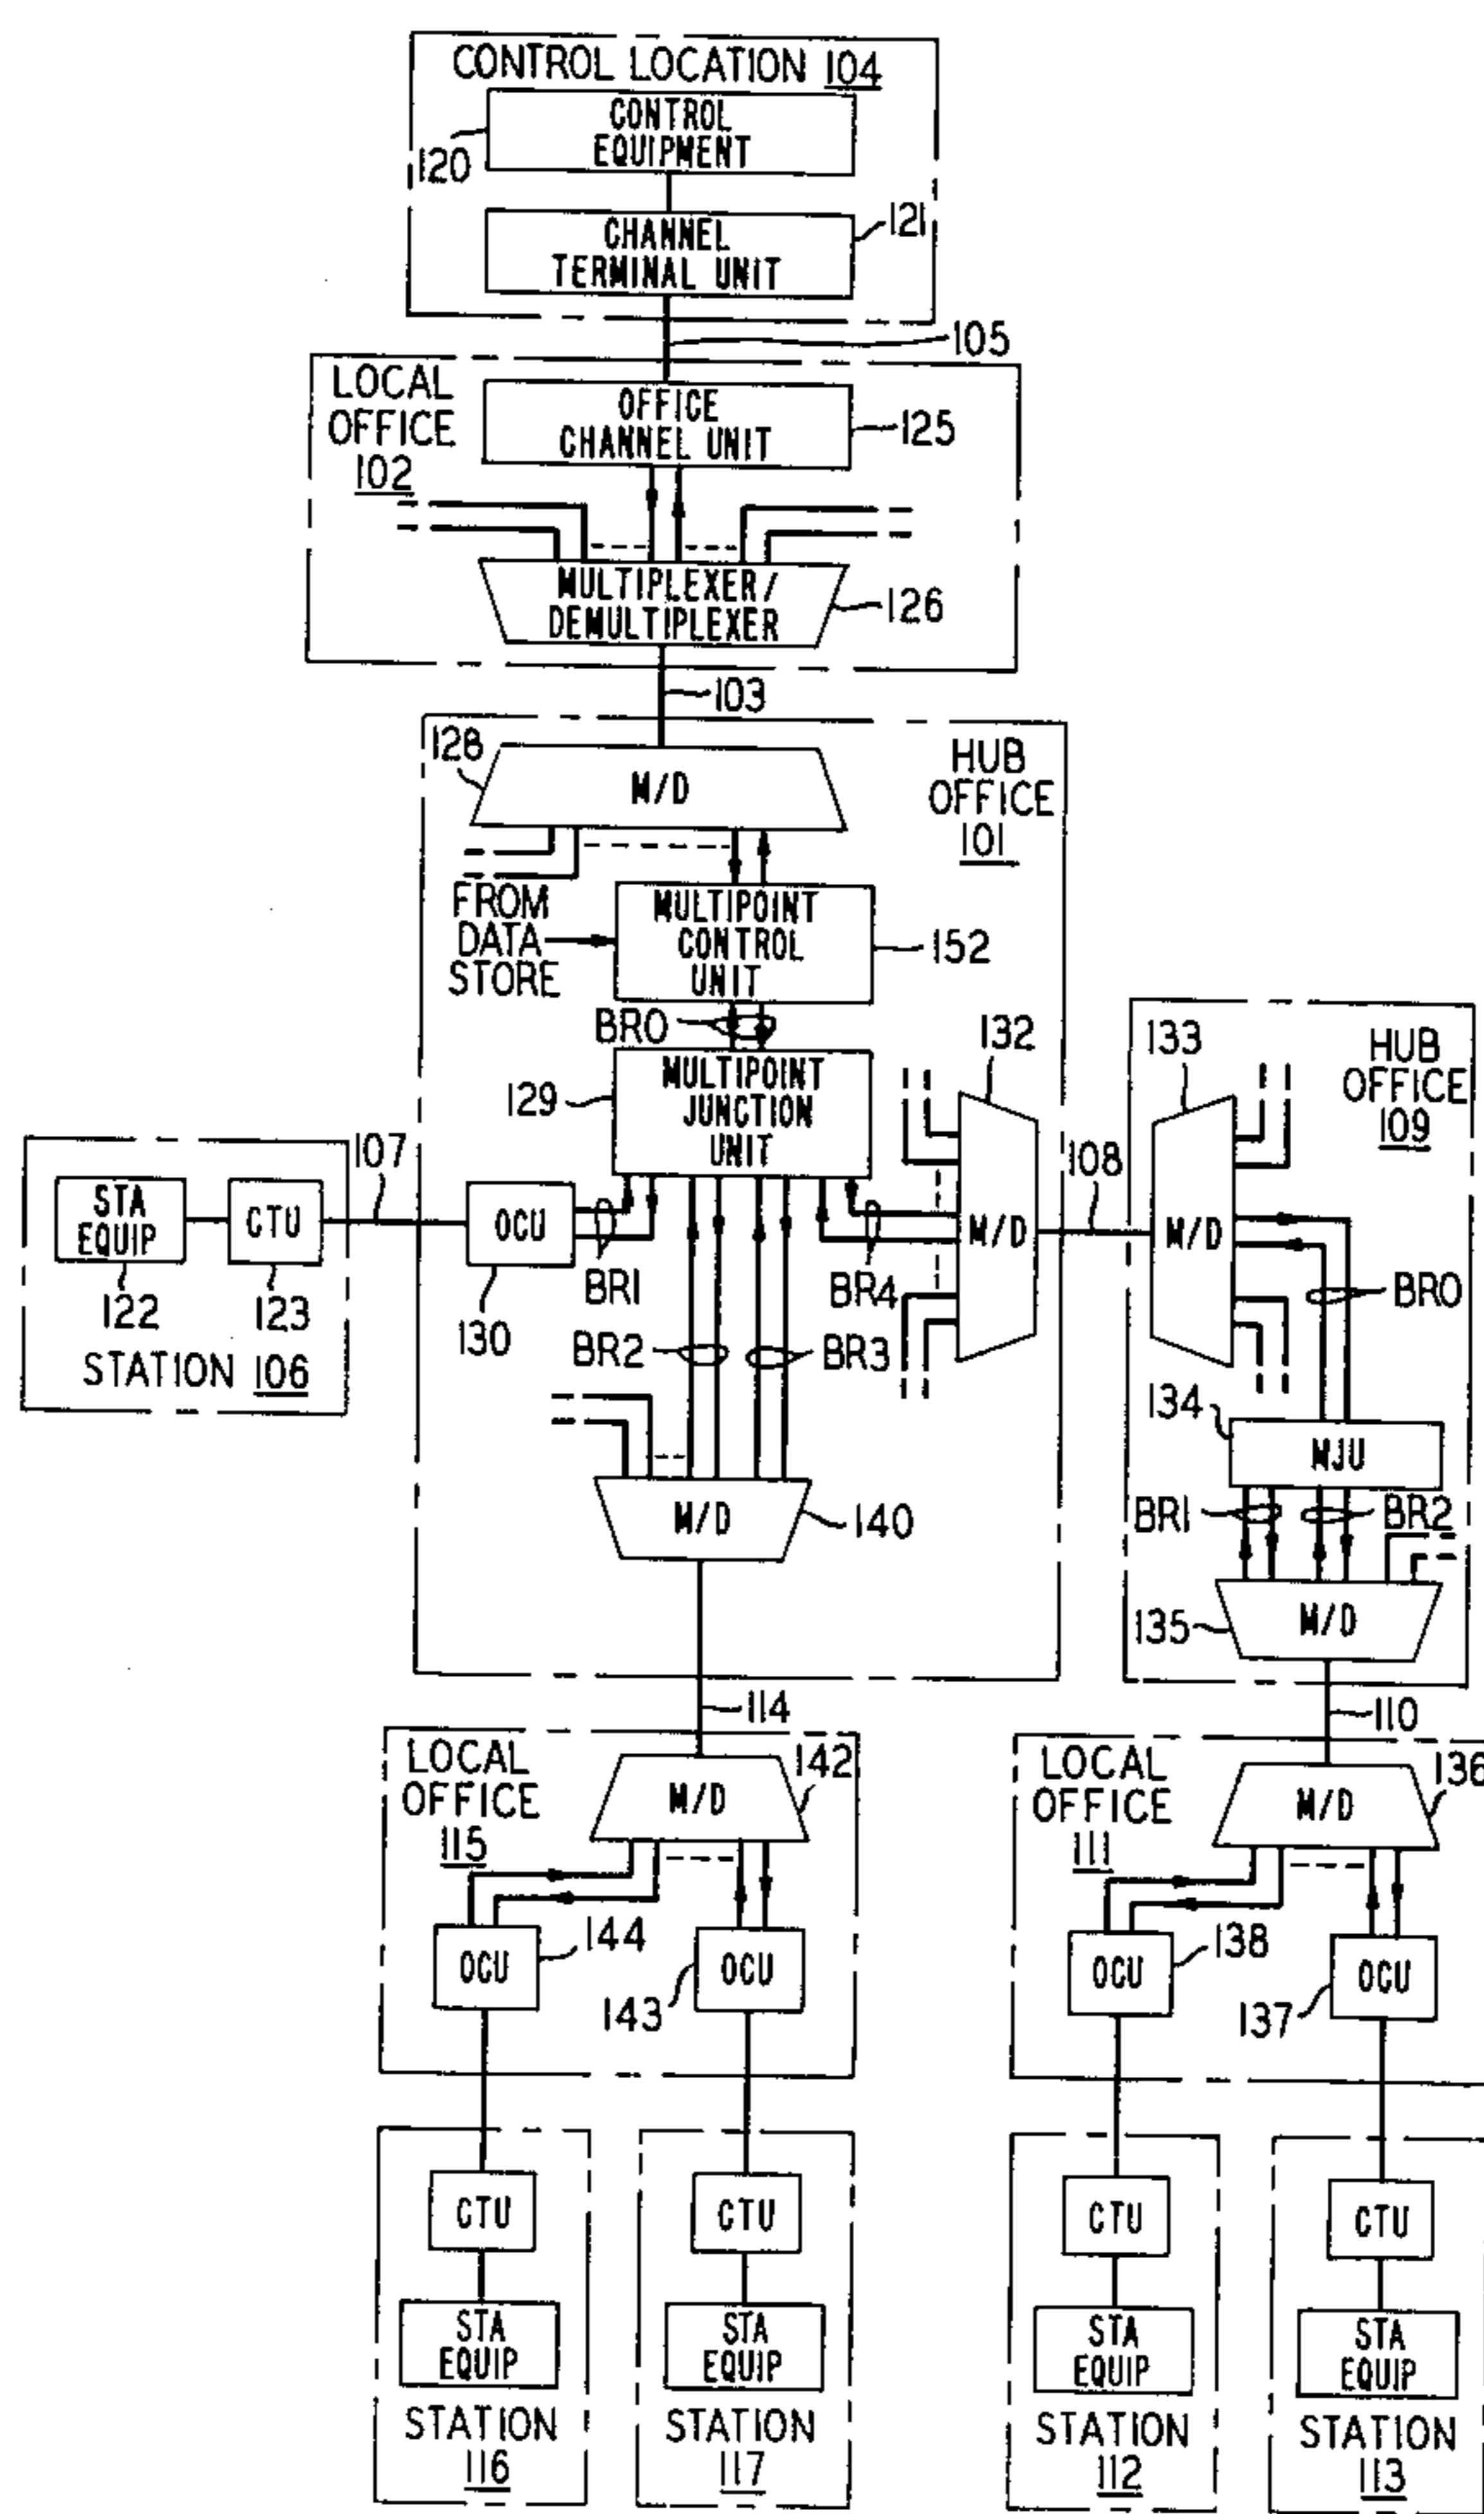 CONTROL LOCATION 104
CONTROL
EQUIPMENT
120
CHANNEL
TERMINAL UNIT
121
105
LOCAL
OFFICE
102
OFFICE
CHANNEL UNIT
125
MULTIPLEXER/
DEMULTIPLEXER
126
103
128
M/D
HUB
OFFICE
101
FROM
DATA
STORE
MULTIPOINT
CONTROL
UNIT
152
BR0
129
MULTIPOINT
JUNCTION
UNIT
132
133
HUB
OFFICE
109
107
108
STA
EQUIP
CTU
OCU
M/D
M/D
122
123
130
BR1
BR4
BR0
STATION 106
BR2
BR3
134
MJU
BR1
BR2
M/D
140
135
M/D
114
110
LOCAL
OFFICE
115
M/D
142
LOCAL
OFFICE
111
M/D
136
OCU
144
143
OCU
OCU
138
137
OCU
CTU
CTU
CTU
CTU
STA
EQUIP
STA
EQUIP
STA
EQUIP
STA
EQUIP
STATION
116
STATION
117
STATION
112
STATION
113